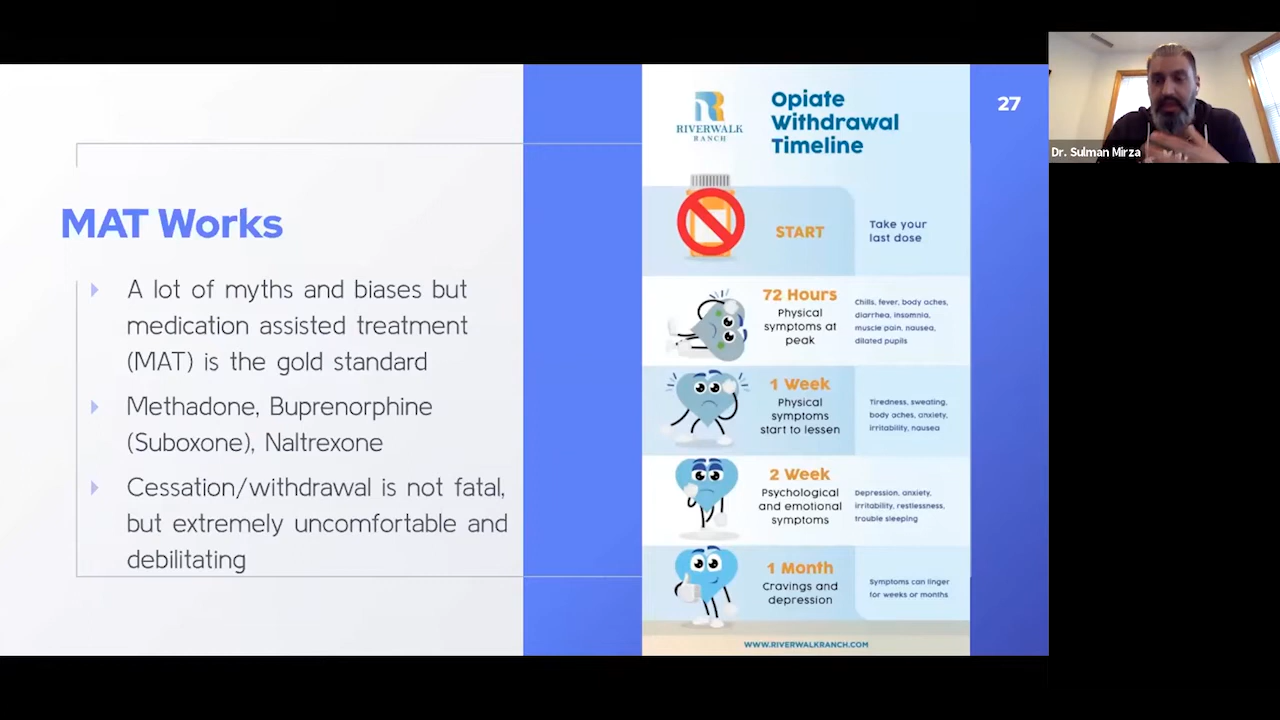 MAT Works
A lot of myths and biases but
medication assisted treatment
(MAT) is the gold standard
Methadone, Buprenorphine
(Suboxone), Naltrexone
Cessation/withdrawal is not fatal,
but extremely uncomfortable and
debilitating
RIVERWALK
RANCH
Opiate
Withdrawal
Timeline
START
Take your
last dose
72 Hours
Physical
symptoms at
peak
Chills, fever, body aches,
diarrhea, insomnia,
muscle pain, nausea,
dilated pupils
1 Week
Physical
symptoms
start to lessen
Tiredness, sweating,
body aches, anxiety,
irritability, nausea
2 Week
Psychological
and emotional
symptoms
Depression, anxiety,
irritability, restlessness,
trouble sleeping
1 Month
Cravings and
depression
Symptoms can linger
for weeks or months
WWW.RIVERWALKRANCH.COM
27
Dr. Sulman Mirza